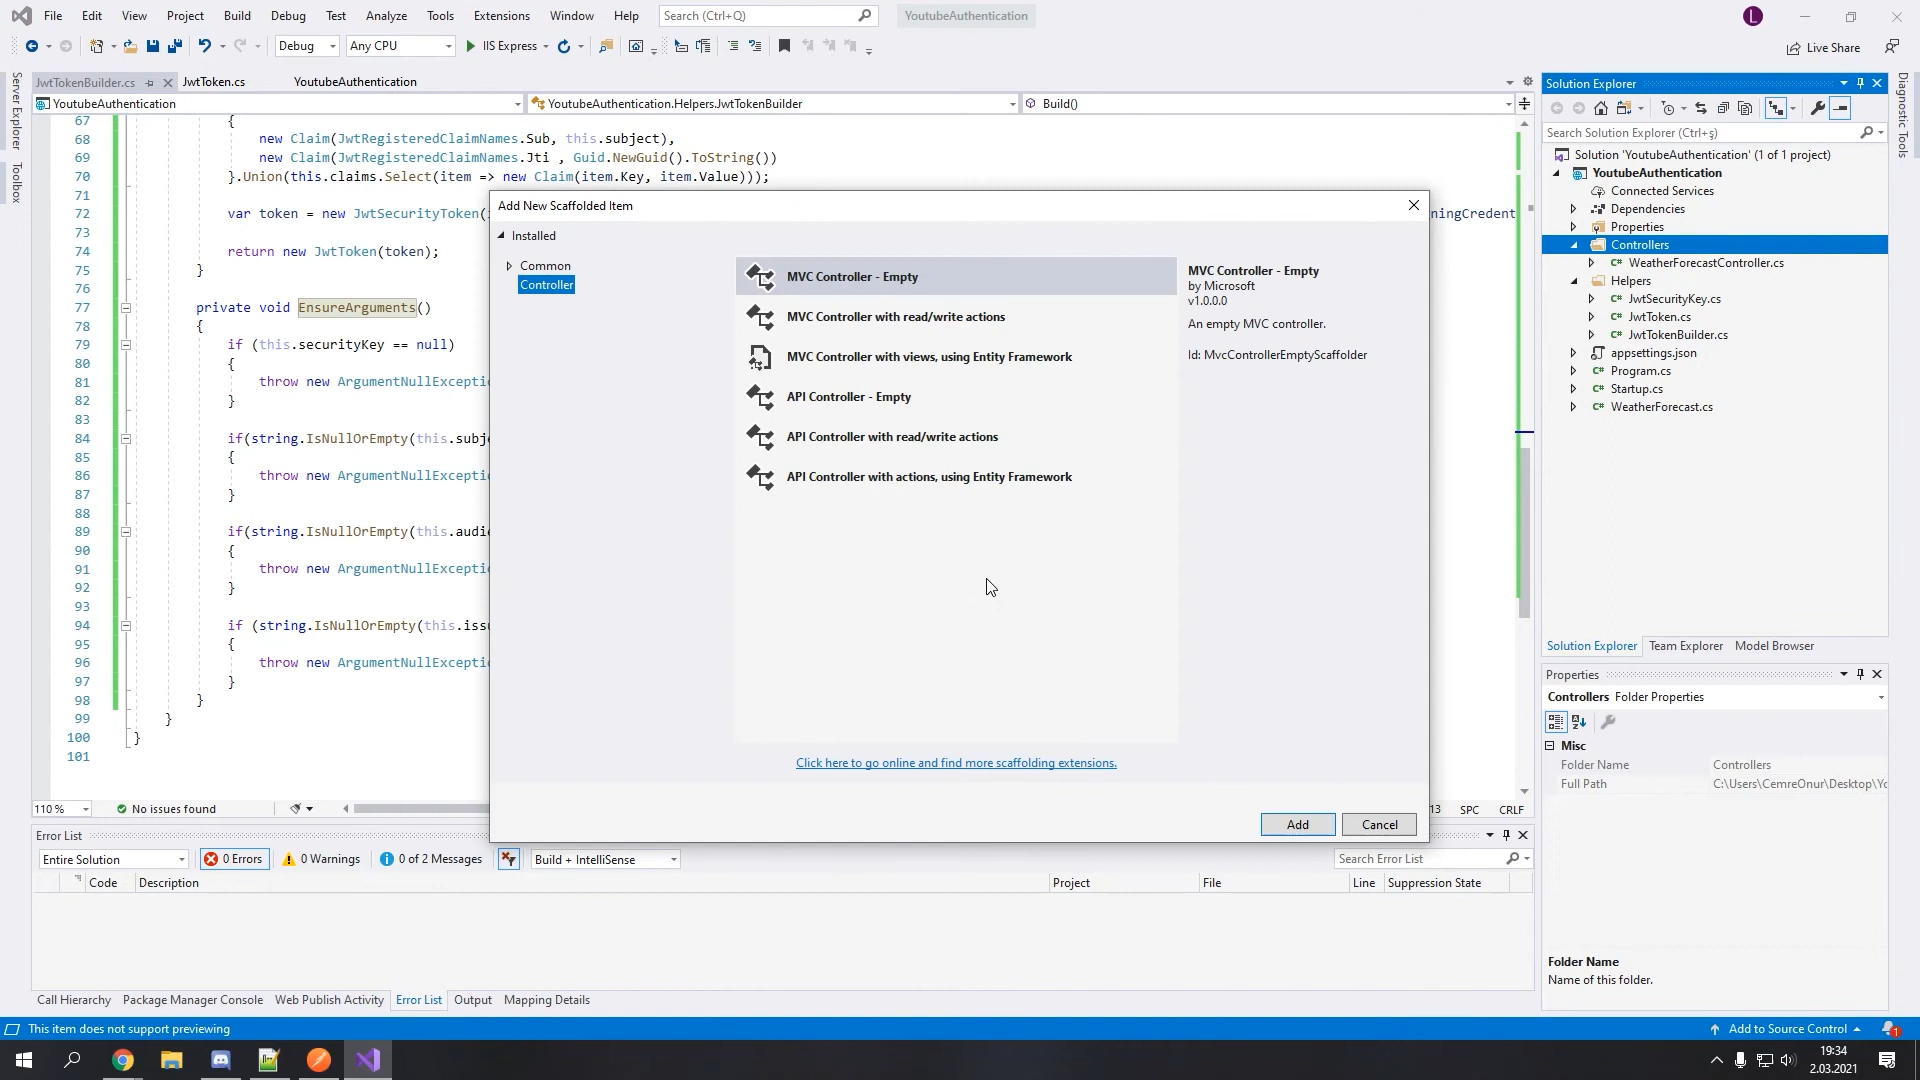 File Edit View Project Build Debug Test Analyze Tools Extensions Window Help Search (Ctrl+Q) YoutubeAuthentication L
Debug Any CPU IIS Express Live Share
Server Explorer
Toolbox
Diagnostic Tools
JwtTokenBuilder.cs JwtToken.cs YoutubeAuthentication
YoutubeAuthentication YoutubeAuthentication.Helpers.JwtTokenBuilder Build()
67 {
68 new Claim(JwtRegisteredClaimNames.Sub, this.subject),
69 new Claim(JwtRegisteredClaimNames.Jti , Guid.NewGuid().ToString())
70 }.Union(this.claims.Select(item => new Claim(item.Key, item.Value)));
71
72 var token = new JwtSecurityToken( ningCredent
73
74 return new JwtToken(token);
75 }
76
77 private void EnsureArguments()
78 {
79 if (this.securityKey == null)
80 {
81 throw new ArgumentNullExceptio
82 }
83
84 if(string.IsNullOrEmpty(this.subje
85 {
86 throw new ArgumentNullExceptio
87 }
88
89 if(string.IsNullOrEmpty(this.audie
90 {
91 throw new ArgumentNullExceptio
92 }
93
94 if (string.IsNullOrEmpty(this.issu
95 {
96 throw new ArgumentNullExceptio
97 }
98 }
99 }
100 }
101
110 % No issues found 13 SPC CRLF
Add New Scaffolded Item
Installed
Common
Controller
MVC Controller - Empty
MVC Controller with read/write actions
MVC Controller with views, using Entity Framework
API Controller - Empty
API Controller with read/write actions
API Controller with actions, using Entity Framework
MVC Controller - Empty
by Microsoft
v1.0.0.0
An empty MVC controller.
Id: MvcControllerEmptyScaffolder
Click here to go online and find more scaffolding extensions.
Add Cancel
Solution Explorer
Search Solution Explorer (Ctrl+ş)
Solution 'YoutubeAuthentication' (1 of 1 project)
YoutubeAuthentication
Connected Services
Dependencies
Properties
Controllers
C# WeatherForecastController.cs
Helpers
C# JwtSecurityKey.cs
C# JwtToken.cs
C# JwtTokenBuilder.cs
appsettings.json
C# Program.cs
C# Startup.cs
C# WeatherForecast.cs
Solution Explorer Team Explorer Model Browser
Properties
Controllers Folder Properties
Misc
Folder Name Controllers
Full Path C:\Users\CemreOnur\Desktop\Yo
Folder Name
Name of this folder.
Error List
Entire Solution 0 Errors 0 Warnings 0 of 2 Messages Build + IntelliSense Search Error List
Code Description Project File Line Suppression State
Call Hierarchy Package Manager Console Web Publish Activity Error List Output Mapping Details
This item does not support previewing Add to Source Control 1
19:34
2.03.2021